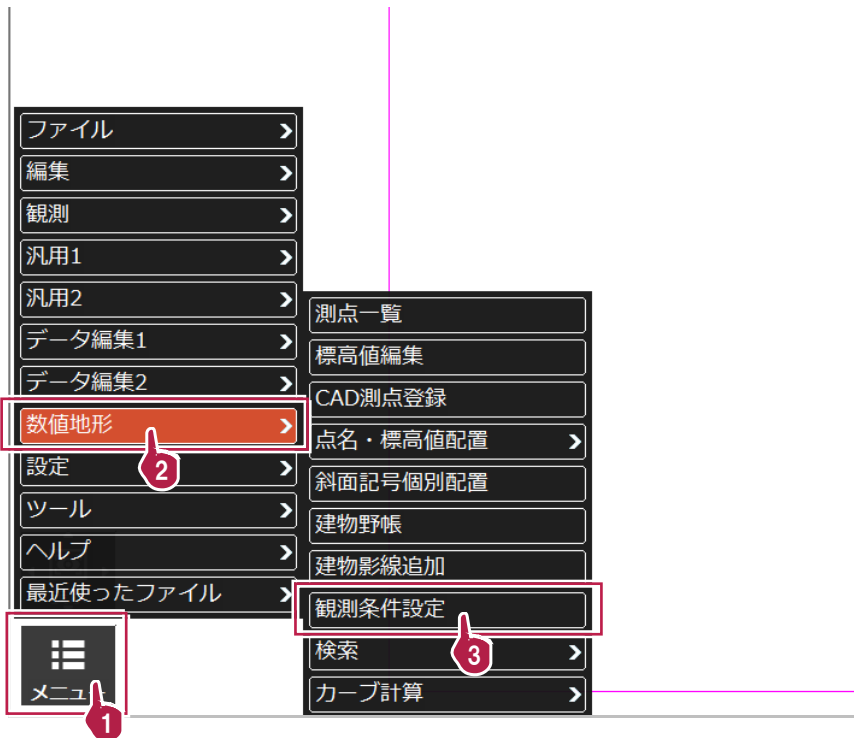 ファイル
編集
観測
汎用1
汎用2
データ編集1
データ編集2
数値地形
2
設定
ツール
ヘルプ
最近使ったファイル
メニュー
1
測点一覧
標高値編集
CAD測点登録
点名・標高値配置
斜面記号個別配置
建物野帳
建物影線追加
観測条件設定
3
検索
カーブ計算